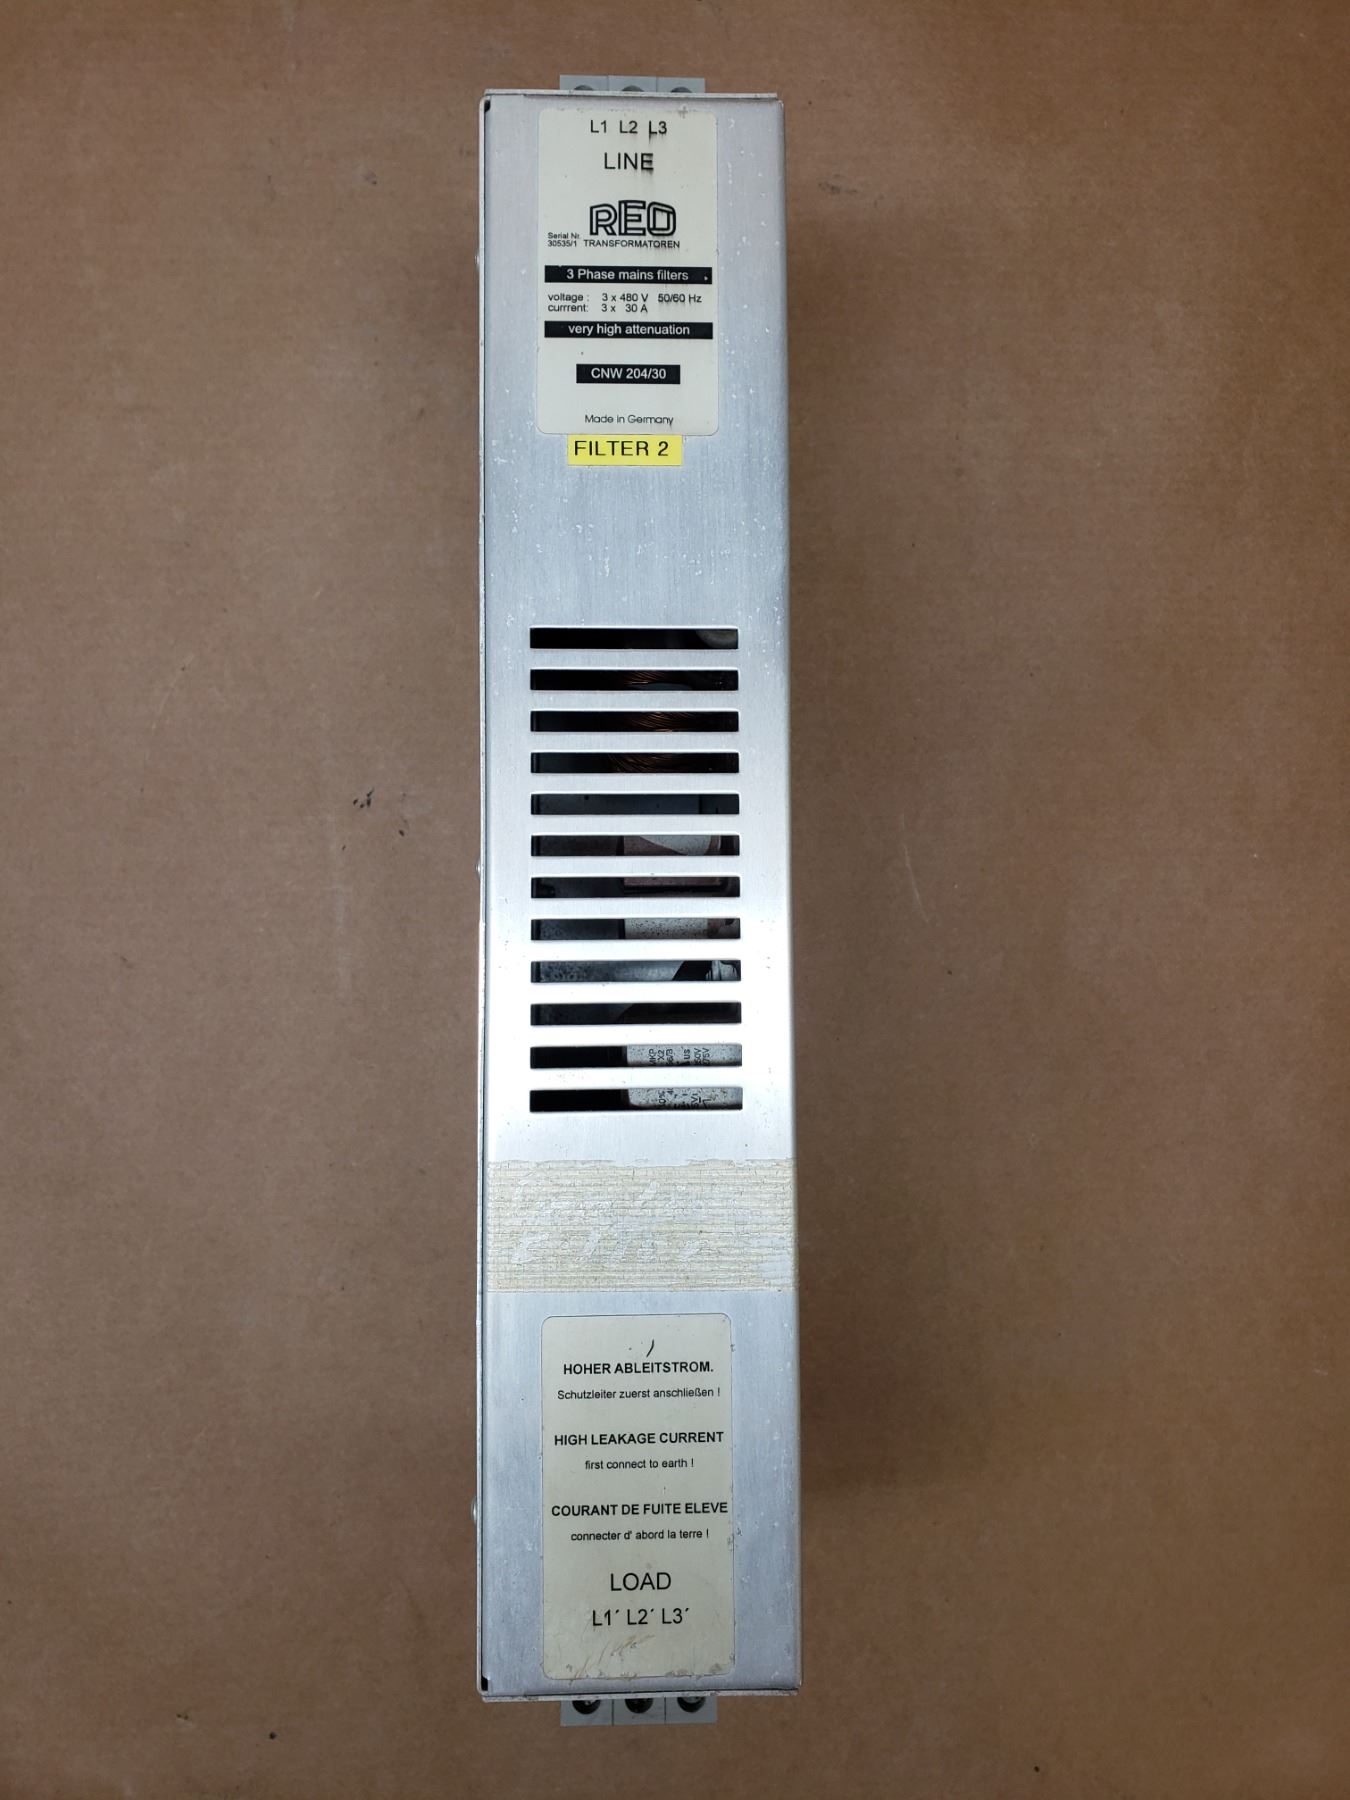 L1 L2 L3
LINE
REO
Serial Nr.
30535/1 TRANSFORMATOREN
3 Phase mains filters
voltage : 3 x 480 V 50/60 Hz
currrent: 3 x 30 A
very high attenuation
CNW 204/30
Made in Germany
FILTER 2
MKP
X2
HOHER ABLEITSTROM.
Schutzleiter zuerst anschließen !
HIGH LEAKAGE CURRENT
first connect to earth !
COURANT DE FUITE ELEVE
connecter d' abord la terre !
LOAD
L1´ L2´ L3´